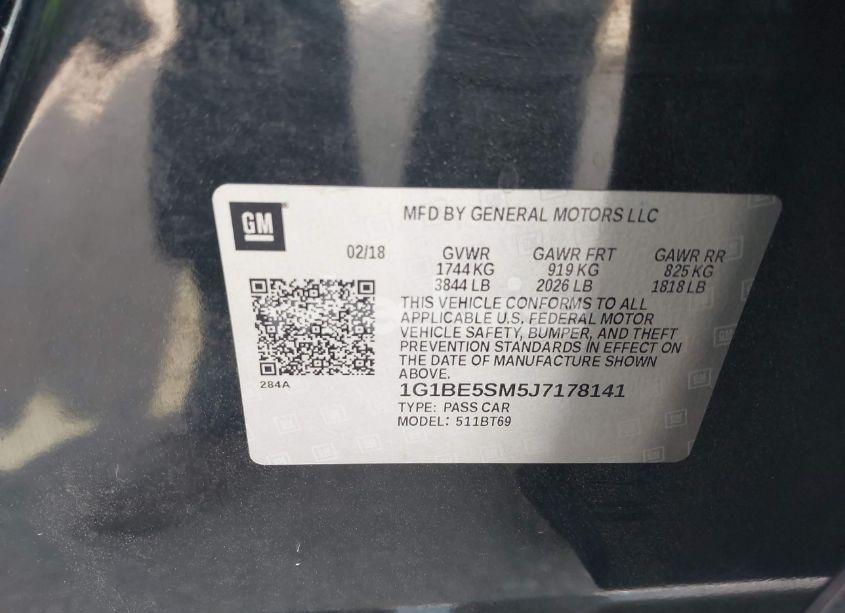 GM
MFD BY GENERAL MOTORS LLC
02/18 GVWR GAWR FRT GAWR RR
1744 KG 919 KG 825 KG
3844 LB 2026 LB 1818 LB
THIS VEHICLE CONFORMS TO ALL
APPLICABLE U.S. FEDERAL MOTOR
VEHICLE SAFETY, BUMPER, AND THEFT
PREVENTION STANDARDS IN EFFECT ON
THE DATE OF MANUFACTURE SHOWN
ABOVE.
284A
1G1BE5SM5J7178141
TYPE: PASS CAR
MODEL: 511BT69